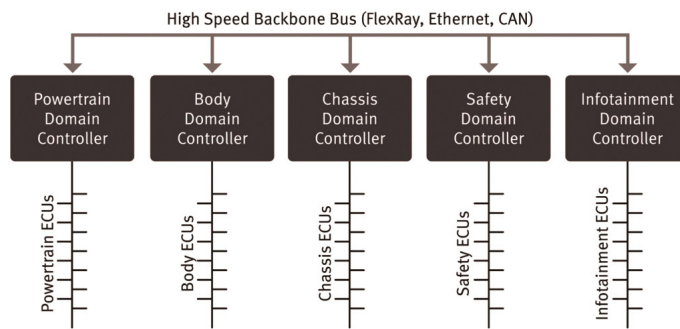 High Speed Backbone Bus (FlexRay, Ethernet, CAN)
Powertrain
Domain
Controller
Body
Domain
Controller
Chassis
Domain
Controller
Safety
Domain
Controller
Infotainment
Domain
Controller
Powertrain ECUs
Body ECUs
Chassis ECUs
Safety ECUs
Infotainment ECUs